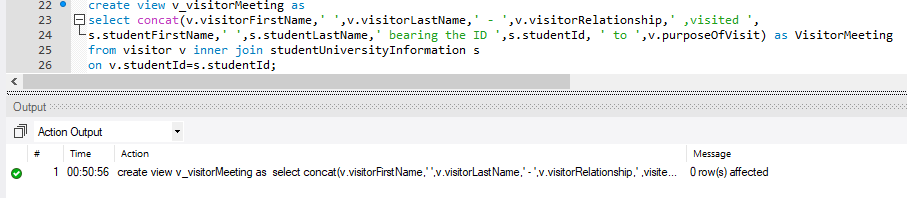 22 create view v_visitorMeeting as
23 select concat(v.visitorFirstName,' ',v.visitorLastName,' - ',v.visitorRelationship,' ,visited ',
24 s.studentFirstName,' ',s.studentLastName,' bearing the ID ',s.studentId, ' to ',v.purposeOfVisit) as VisitorMeeting
25 from visitor v inner join studentUniversityInformation s
26 on v.studentId=s.studentId;
Output
Action Output
# Time Action Message
1 00:50:56 create view v_visitorMeeting as select concat(v.visitorFirstName,' ',v.visitorLastName,' - ',v.visitorRelationship,' ,visite... 0 row(s) affected